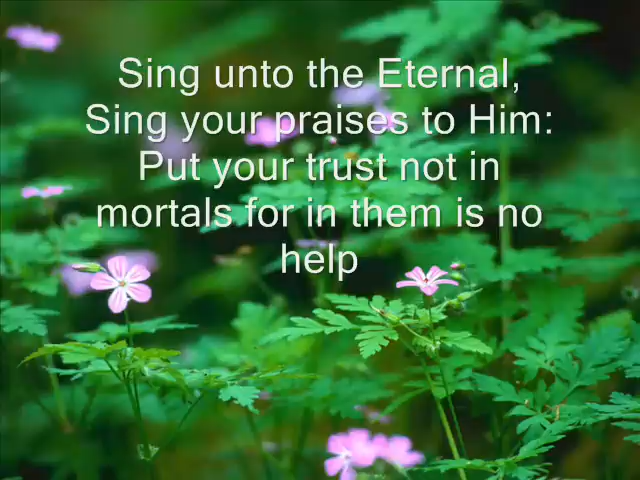 Sing unto the Eternal,
Sing your praises to Him:
Put your trust not in
mortals for in them is no
help